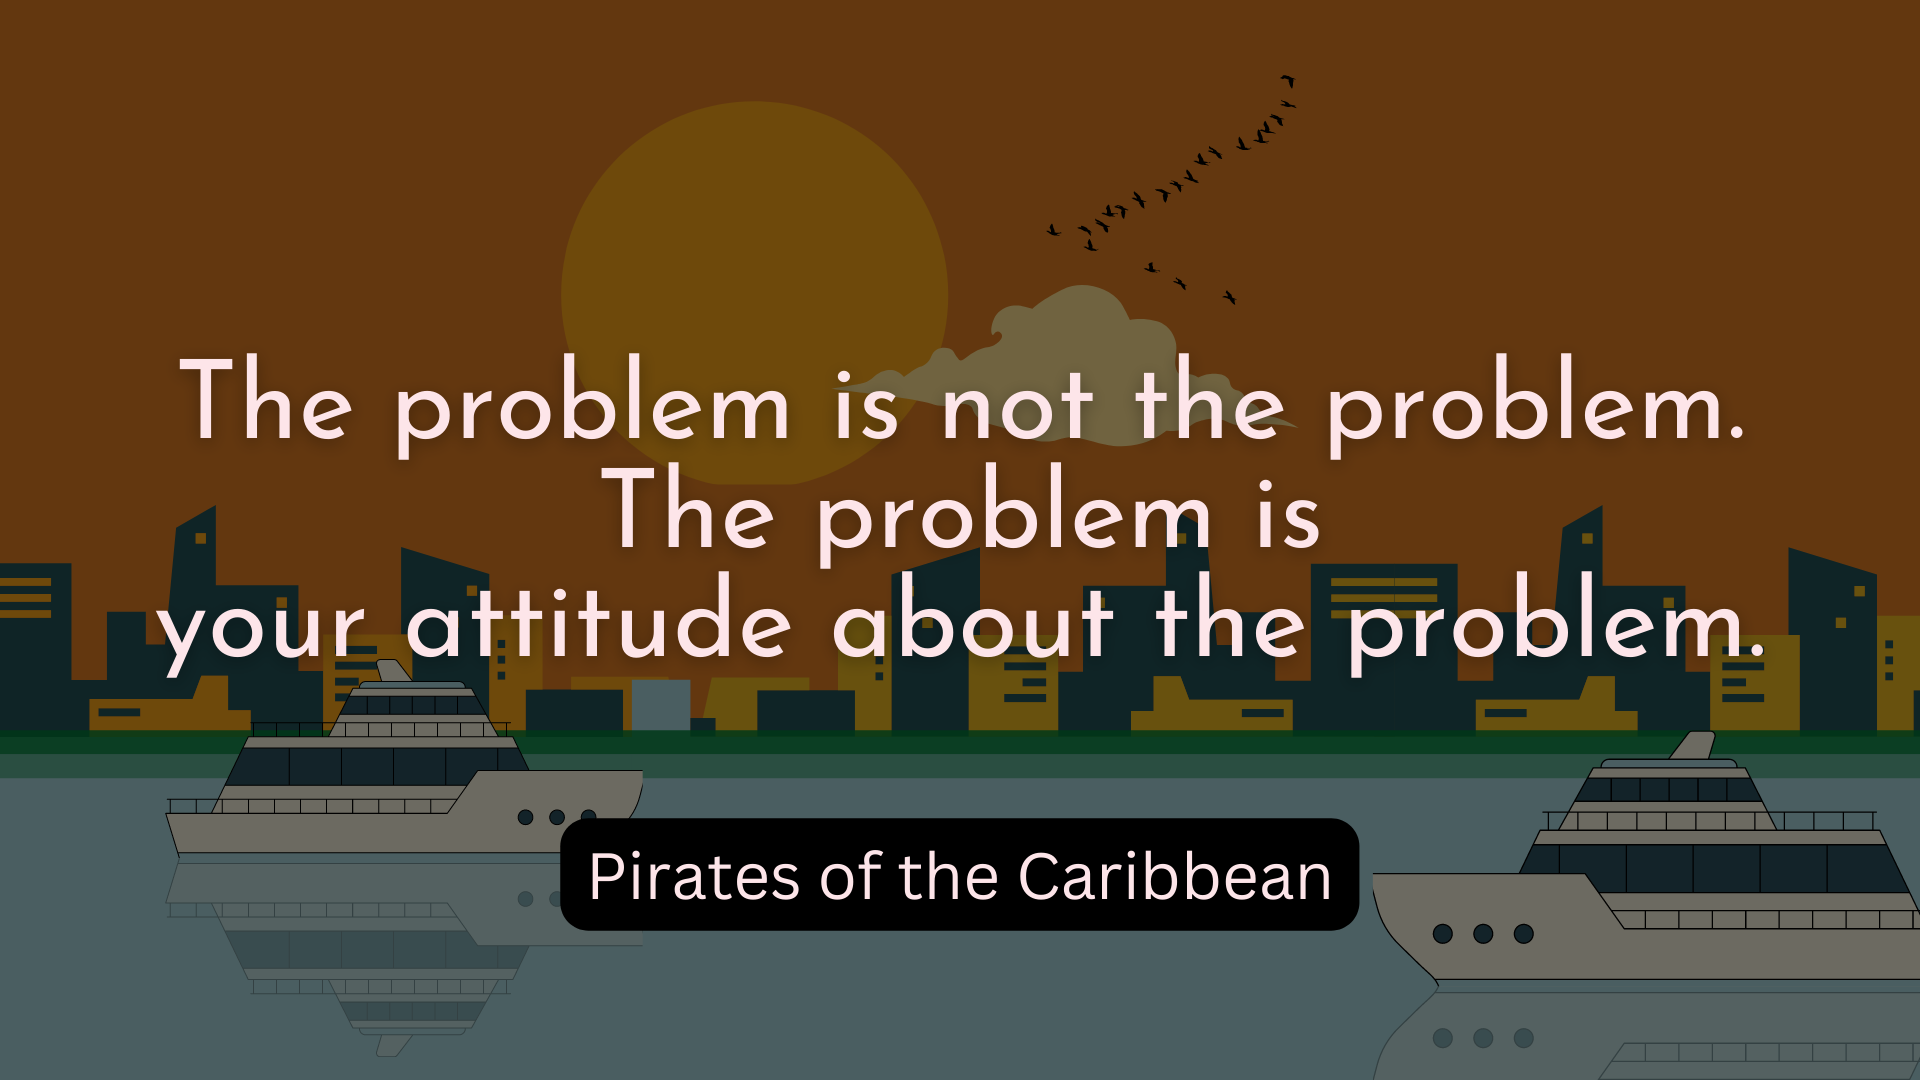 The problem is not the problem.
The problem is
your attitude about the problem.
Pirates of the Caribbean